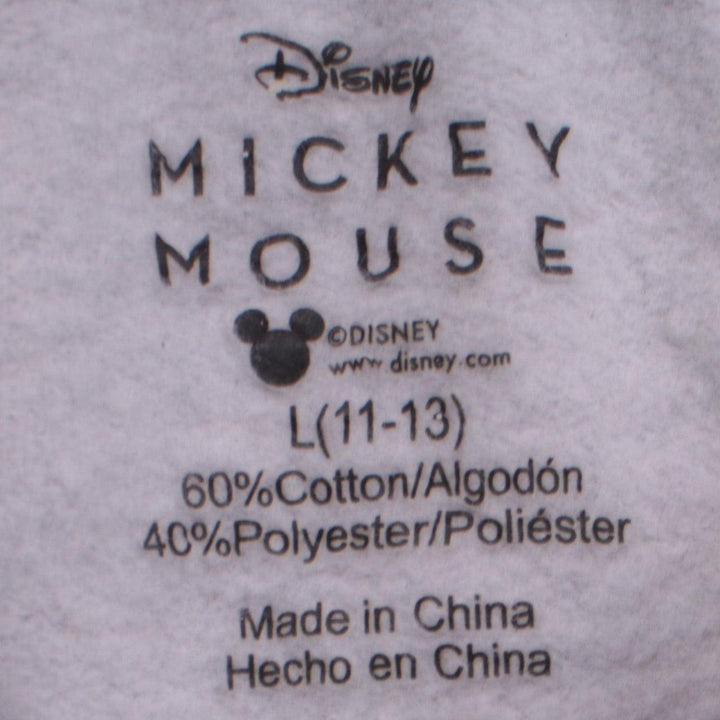 Disney
MICKEY
MOUSE
©DISNEY
www.disney.com
L(11-13)
60%Cotton/Algodón
40%Polyester/Poliéster
Made in China
Hecho en China